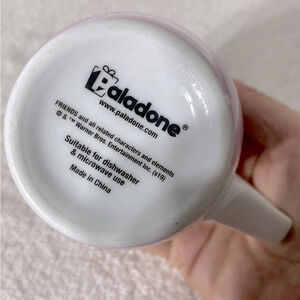 Paladone®
www.paladone.com
FRIENDS and all related characters and elements
© & ™ Warner Bros. Entertainment Inc. (s19)
Suitable for dishwasher
& microwave use
Made in China